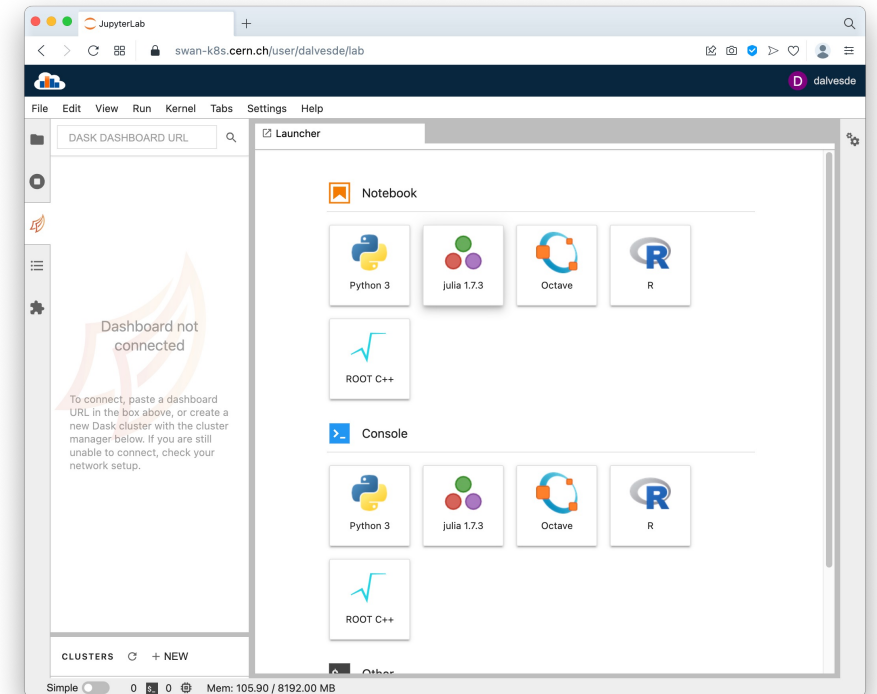 JupyterLab
swan-k8s.cern.ch/user/dalvesde/lab
D dalvesde
File Edit View Run Kernel Tabs Settings Help
DASK DASHBOARD URL
Launcher
Notebook
Python 3
julia 1.7.3
Octave
R
ROOT C++
Dashboard not
connected
To connect, paste a dashboard
URL in the box above, or create a
new Dask cluster with the cluster
manager below. If you are still
unable to connect, check your
network setup.
Console
Python 3
julia 1.7.3
Octave
R
ROOT C++
Other
CLUSTERS + NEW
Simple 0 $_ 0 Mem: 105.90 / 8192.00 MB